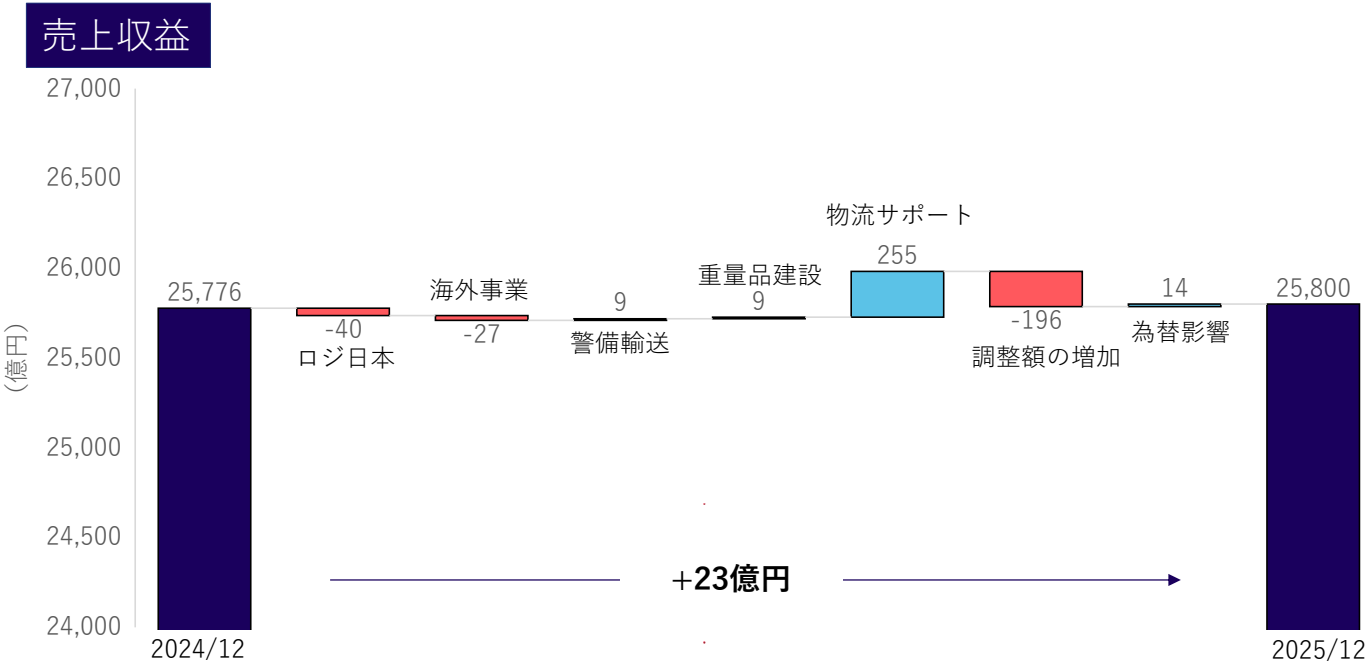 売上収益
27,000
26,500
26,000
25,500
25,000
24,500
24,000
(億円)
25,776
-40
ロジ日本
海外事業
-27
9
警備輸送
重量品建設
9
物流サポート
255
-196
調整額の増加
14
為替影響
25,800
+23億円
2024/12
2025/12